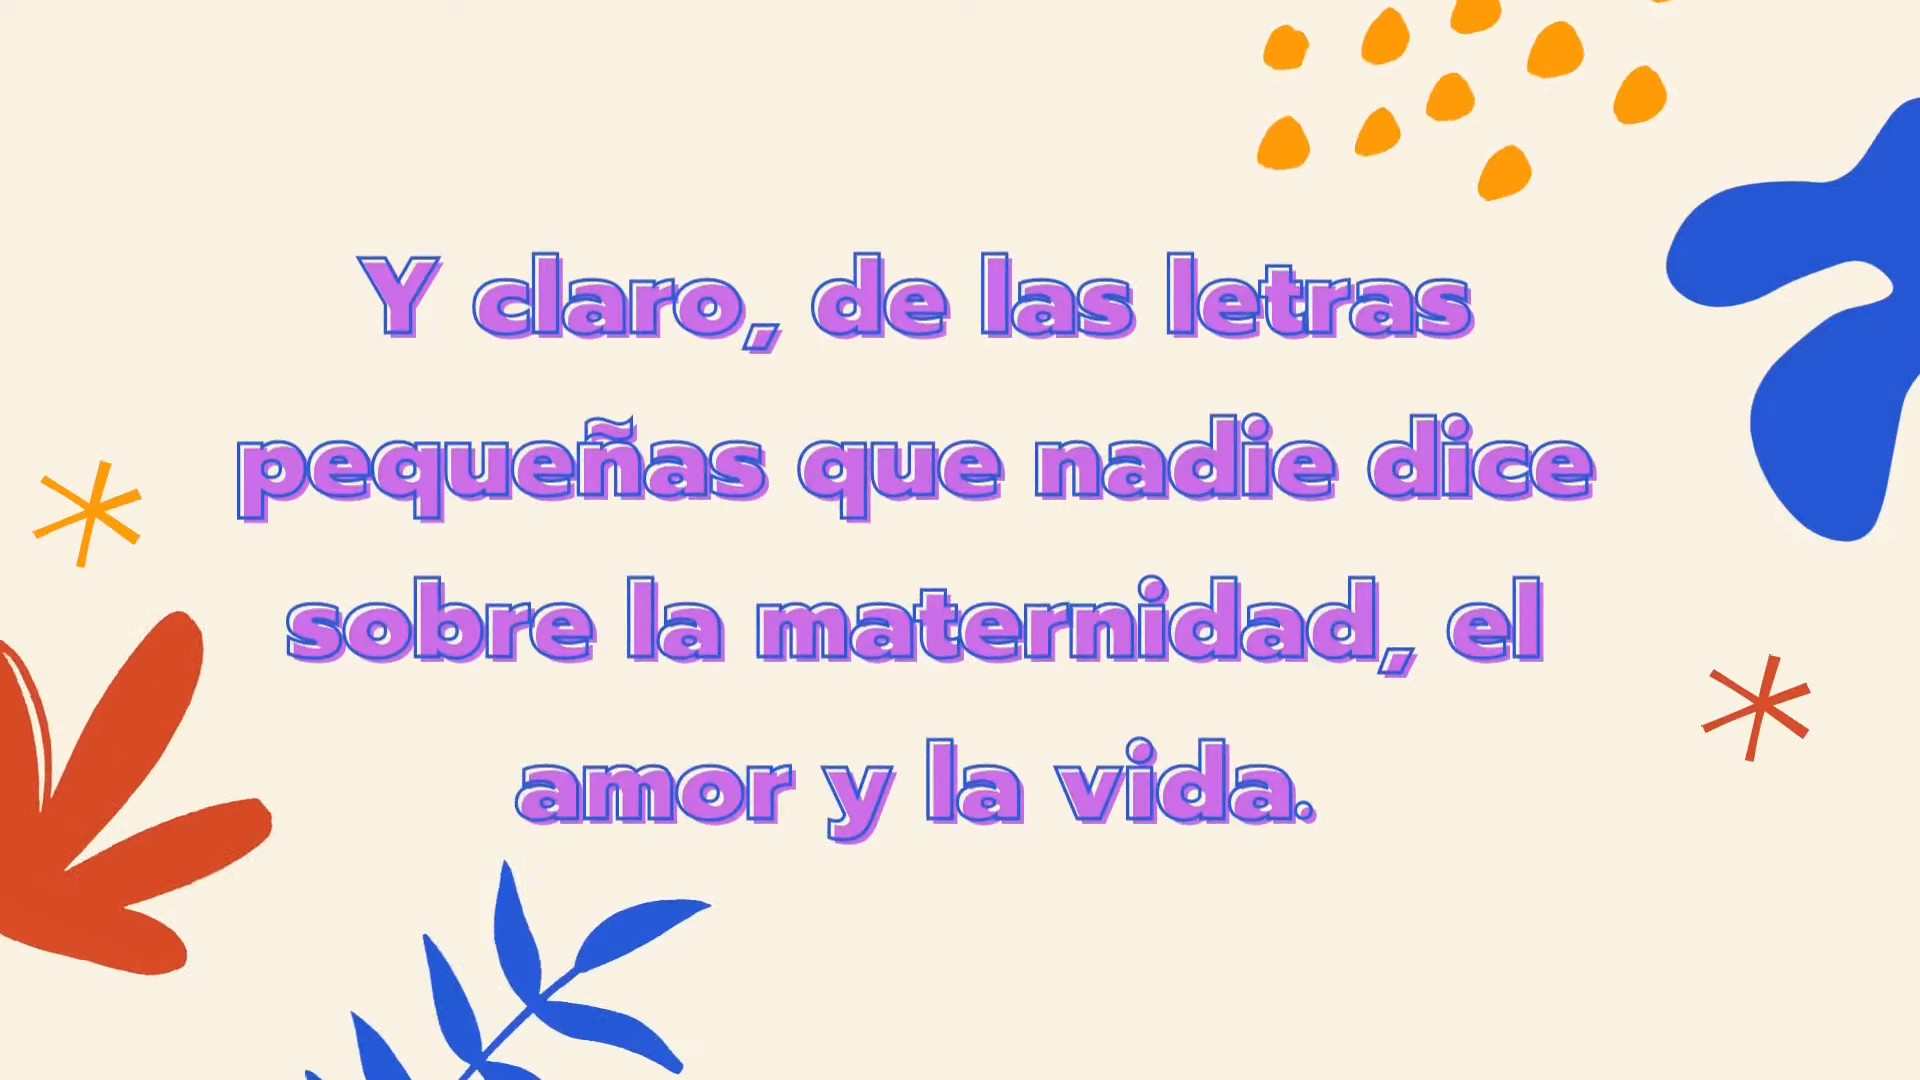 Y claro, de las letras
pequeñas que nadie dice
sobre la maternidad, el
amor y la vida.